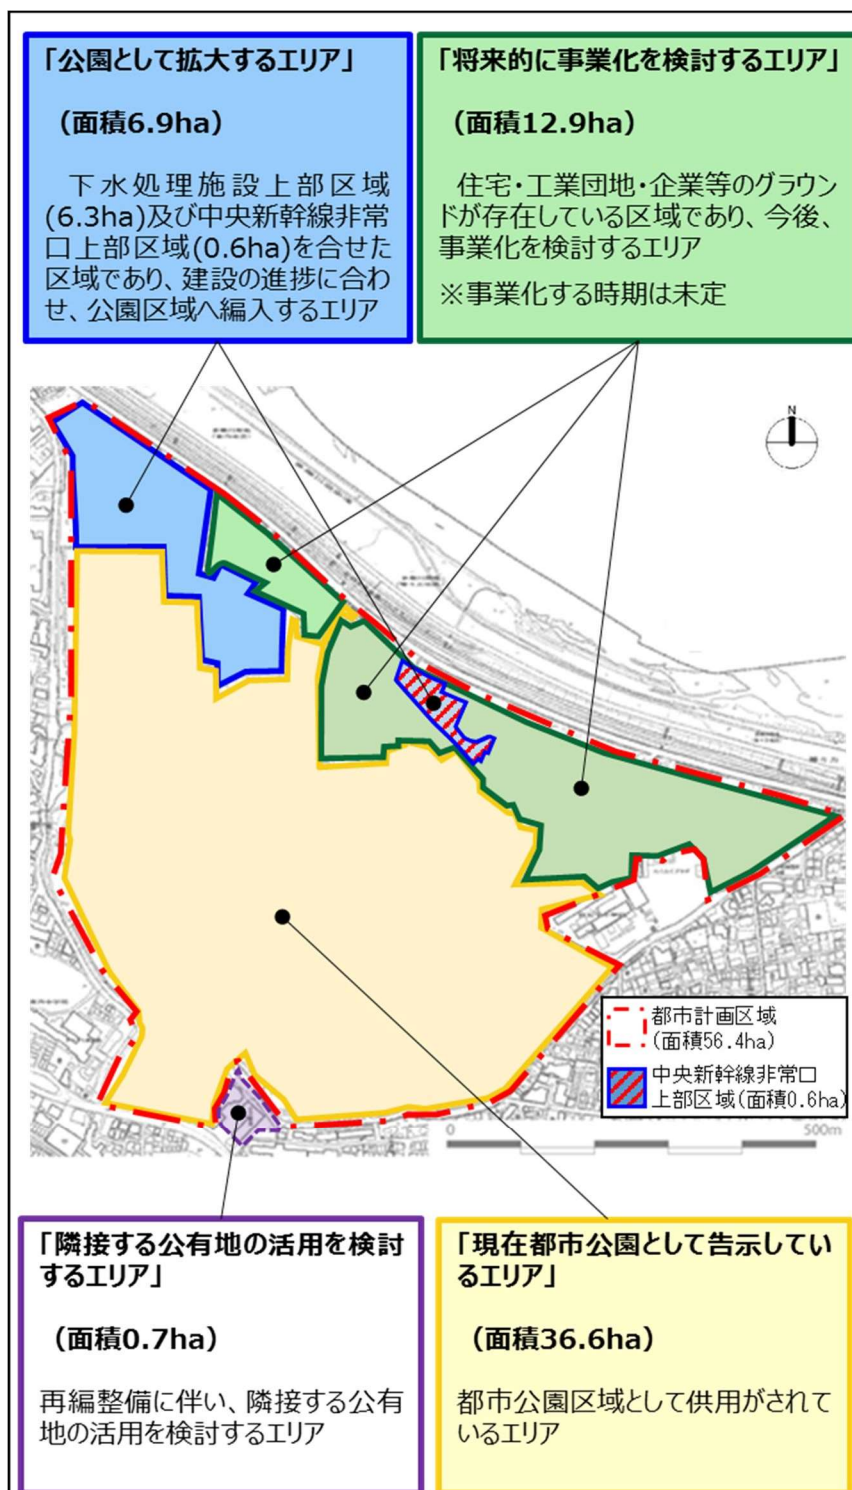 「公園として拡大するエリア」
（面積6.9ha）
下水処理施設上部区域
(6.3ha)及び中央新幹線非常
口上部区域(0.6ha)を合せた
区域であり、建設の進捗に合わ
せ、公園区域へ編入するエリア
「将来的に事業化を検討するエリア」
（面積12.9ha）
住宅・工業団地・企業等のグラウン
ドが存在している区域であり、今後、
事業化を検討するエリア
※事業化する時期は未定
N
都市計画区域
(面積56.4ha)
中央新幹線非常口
上部区域(面積0.6ha)
0
500m
「隣接する公有地の活用を検討
するエリア」
（面積0.7ha）
再編整備に伴い、隣接する公有
地の活用を検討するエリア
「現在都市公園として告示してい
るエリア」
（面積36.6ha）
都市公園区域として供用がされて
いるエリア